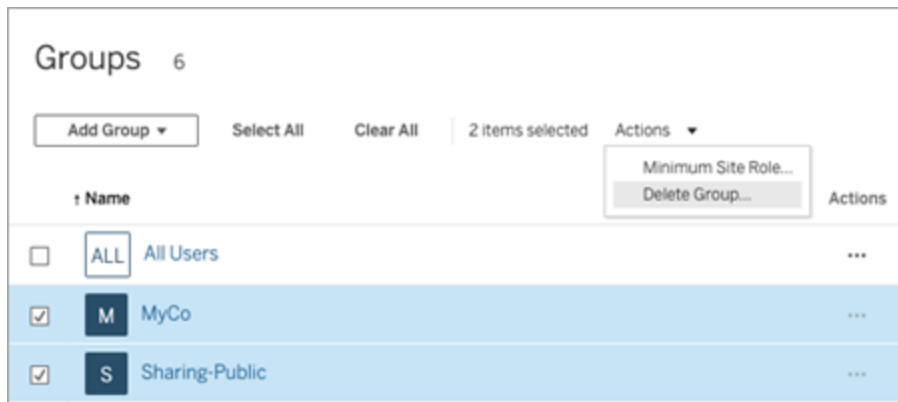 Groups 6
Add Group ▾ Select All Clear All 2 items selected Actions ▾
Minimum Site Role...
Delete Group...
↑ Name Actions
ALL All Users ...
M MyCo ...
S Sharing-Public ...